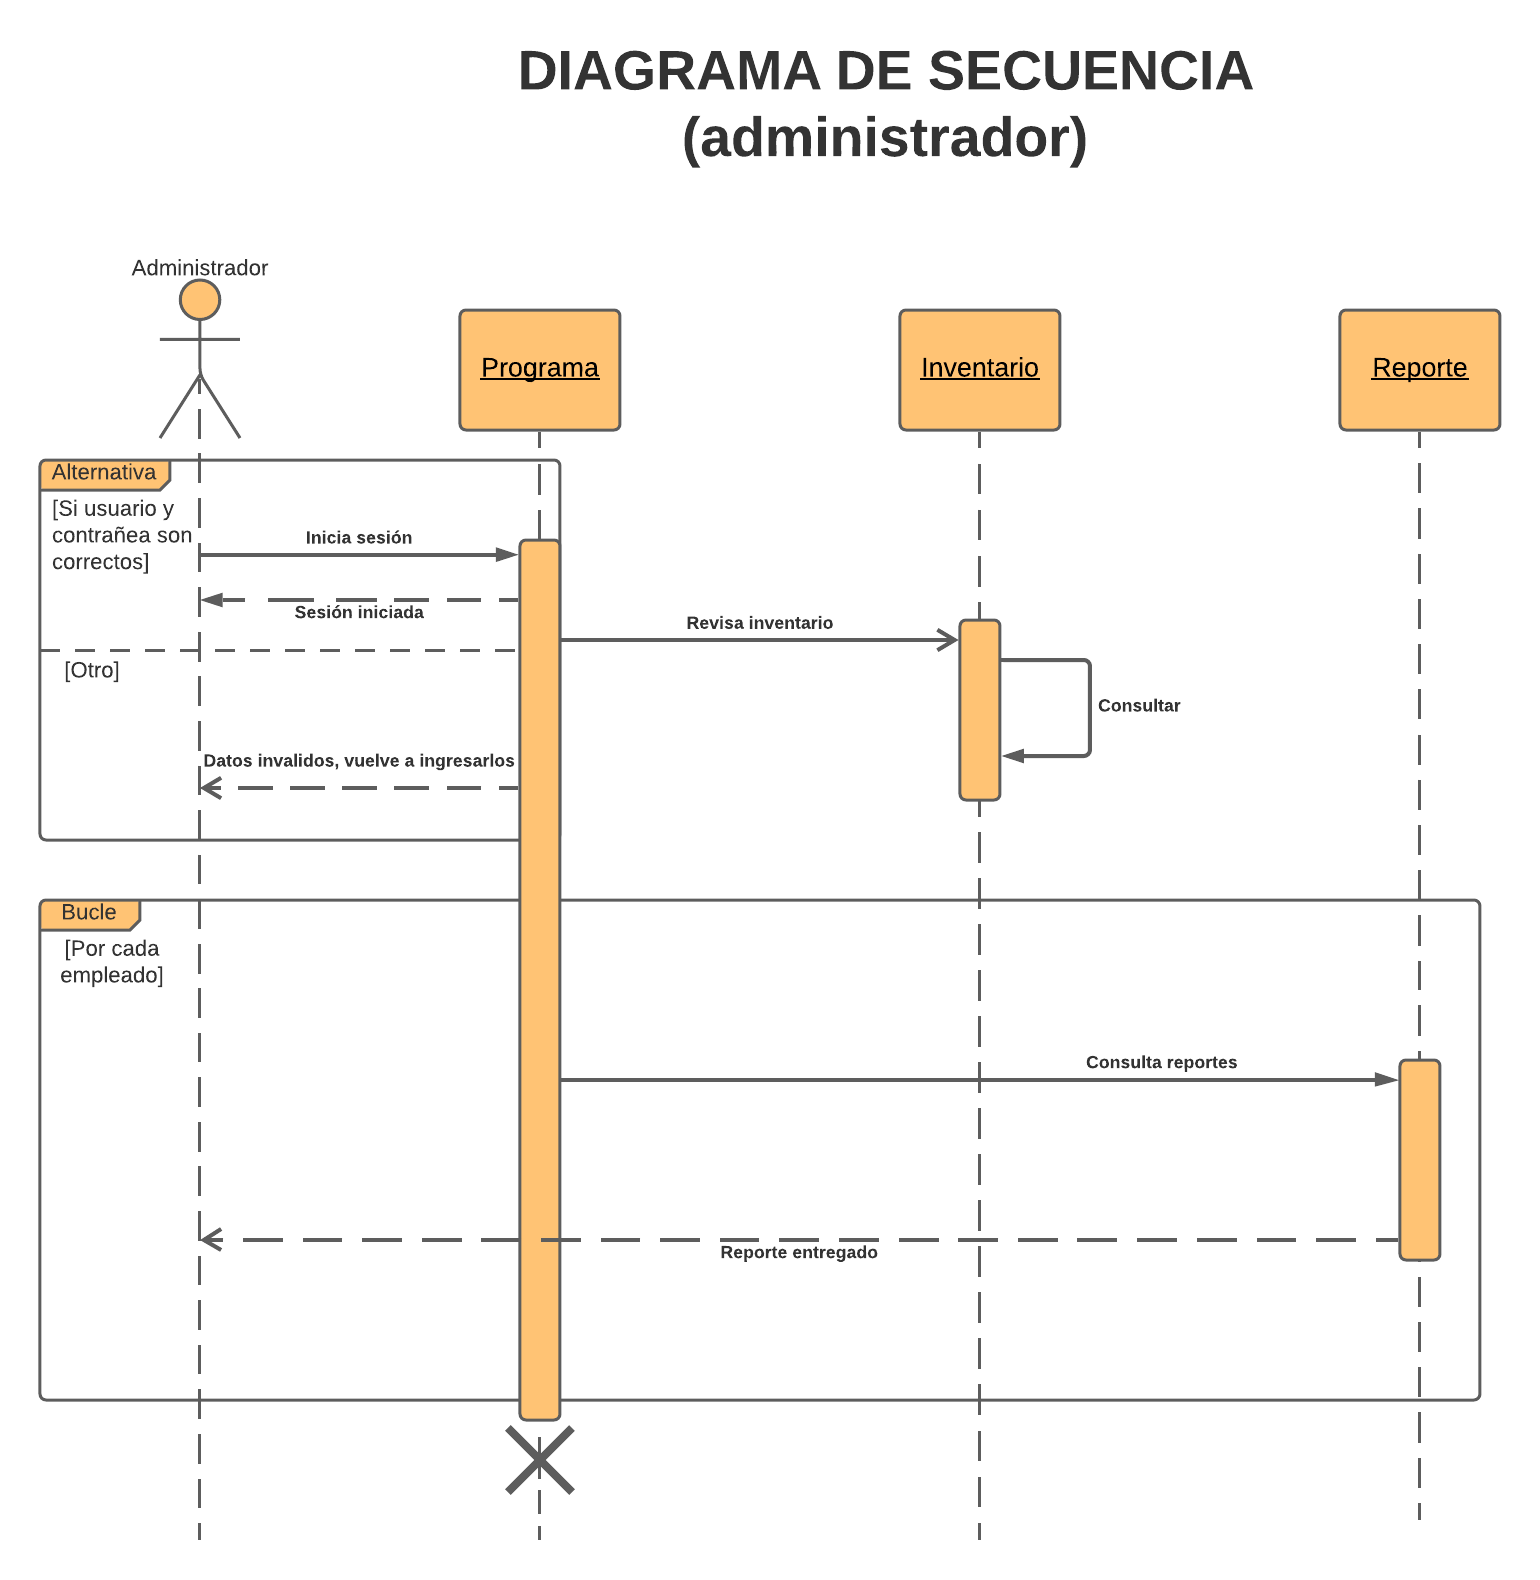 DIAGRAMA DE SECUENCIA
(administrador)
Administrador
Programa
Inventario
Reporte
Alternativa
[Si usuario y
contrañea son
correctos]
Inicia sesión
Sesión iniciada
Revisa inventario
[Otro]
Consultar
Datos invalidos, vuelve a ingresarlos
Bucle
[Por cada
empleado]
Consulta reportes
Reporte entregado